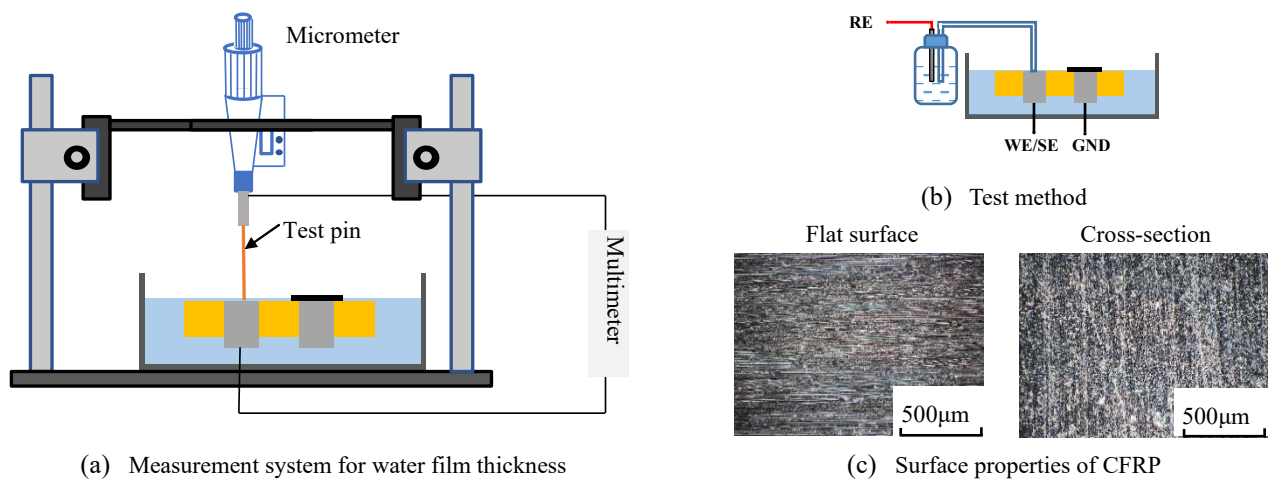 Micrometer
Test pin
Multimeter
(a) Measurement system for water film thickness
RE
WE/SE GND
(b) Test method
Flat surface Cross-section
500μm 500μm
(c) Surface properties of CFRP